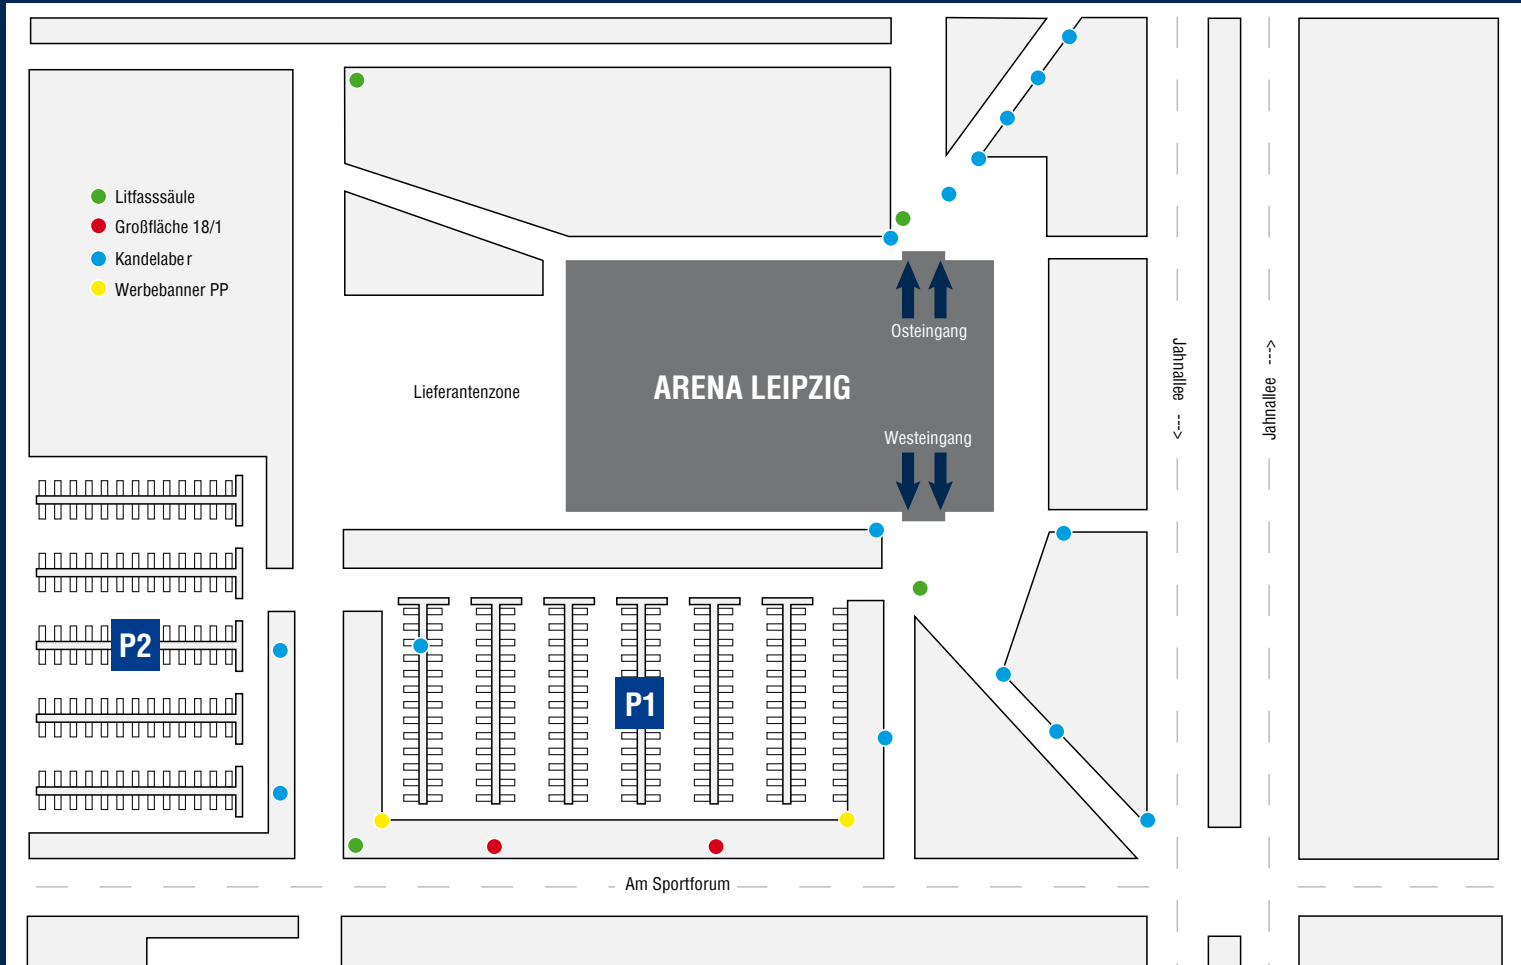 Litfasssäule
Großfläche 18/1
Kandelaber
Werbebanner PP
Osteingang
Lieferantenzone
ARENA LEIPZIG
Westeingang
Jahnallee --->
Jahnallee --->
P2
P1
Am Sportforum